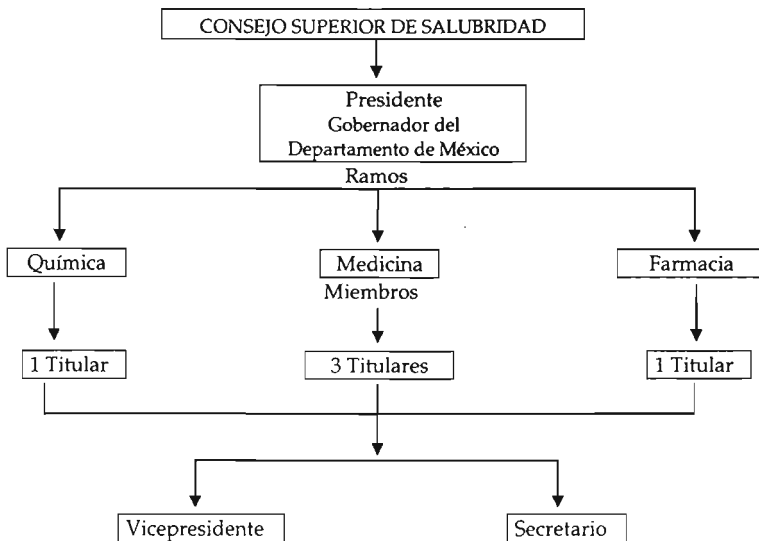 CONSEJO SUPERIOR DE SALUBRIDAD
Presidente
Gobernador del
Departamento de México
Ramos
Química
Medicina
Farmacia
Miembros
1 Titular
3 Titulares
1 Titular
Vicepresidente
Secretario